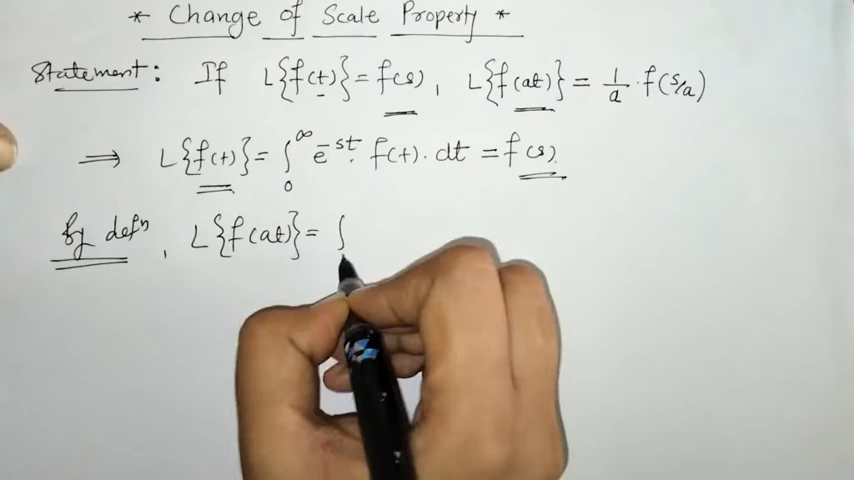 * Change of Scale Property *
Statement : If L{f(t)} = f(s), L{f(at)} = 1/a · f(s/a)
⇒ L{f(t)} = ∫₀^∞ e^-st · f(t) · dt = f(s).
By defⁿ, L{f(at)} = ∫